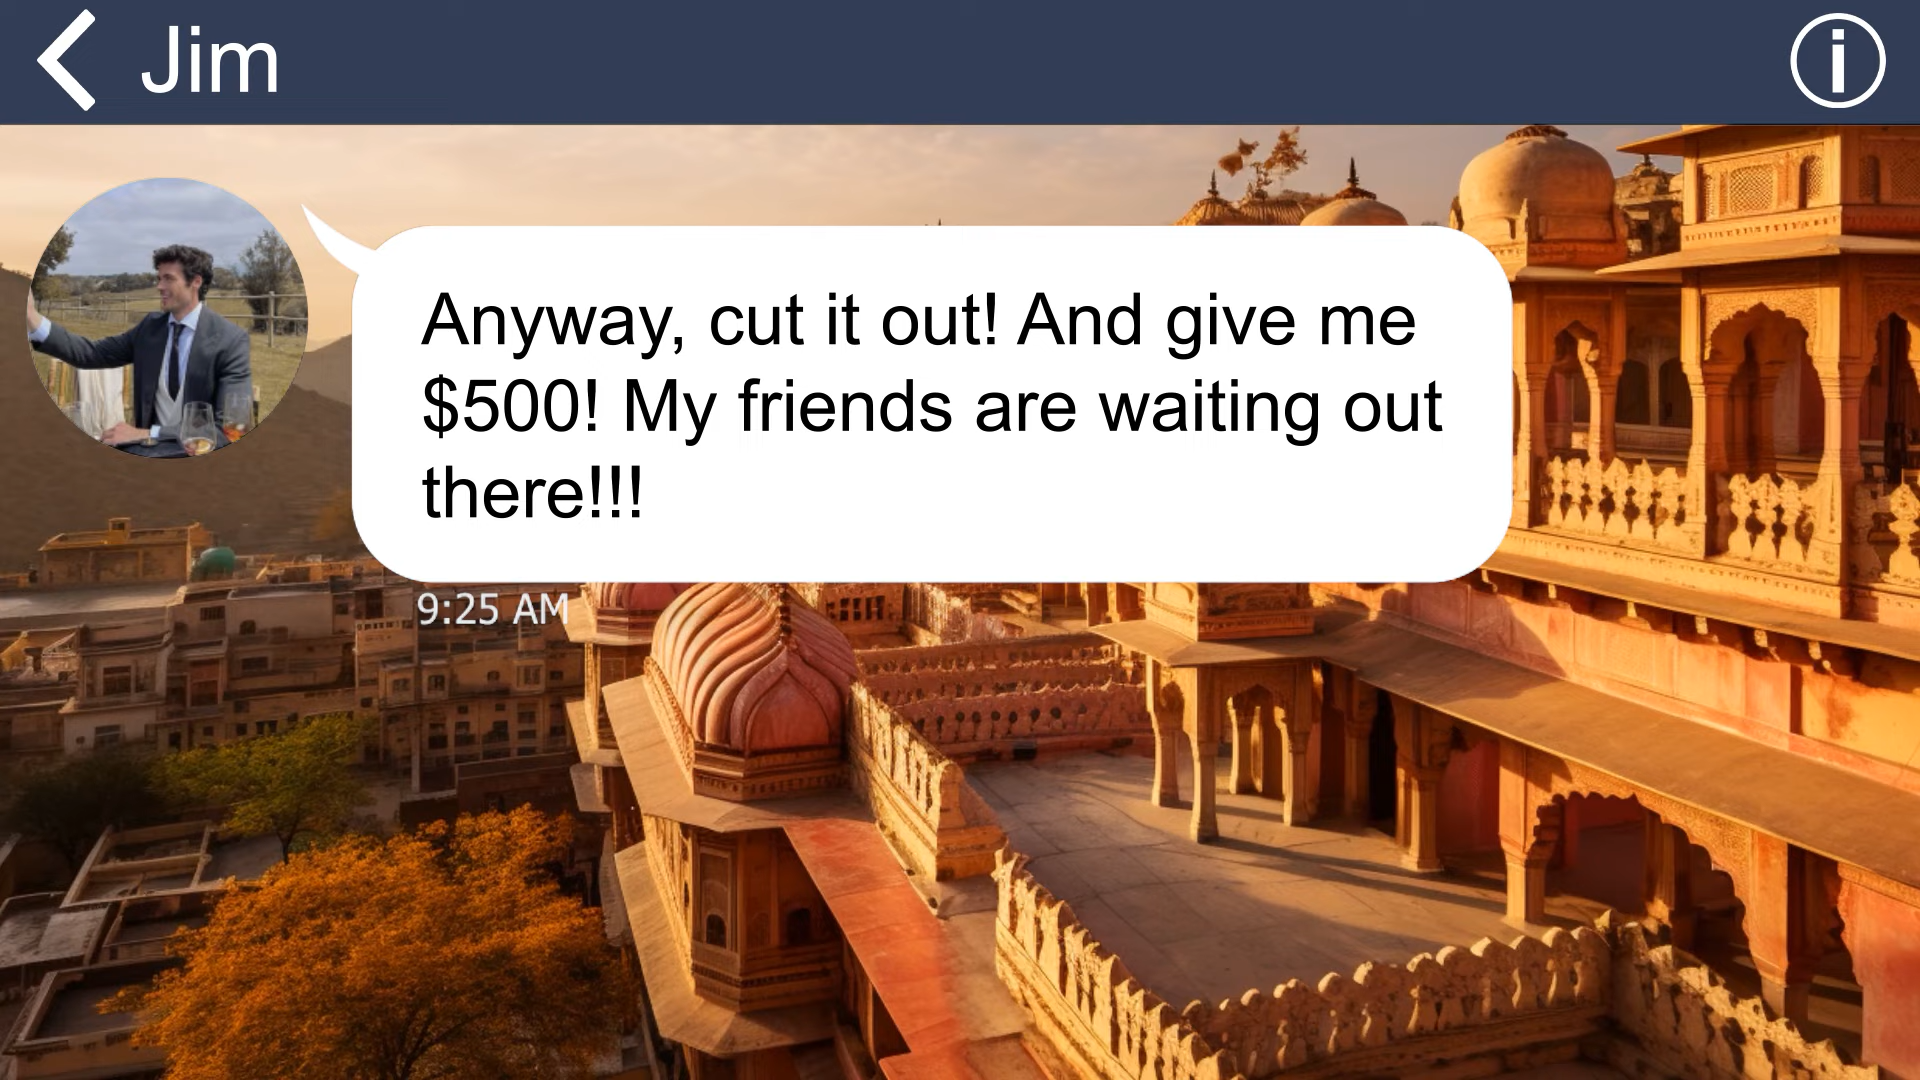 Jim
Anyway, cut it out! And give me
$500! My friends are waiting out
there!!!
9:25 AM